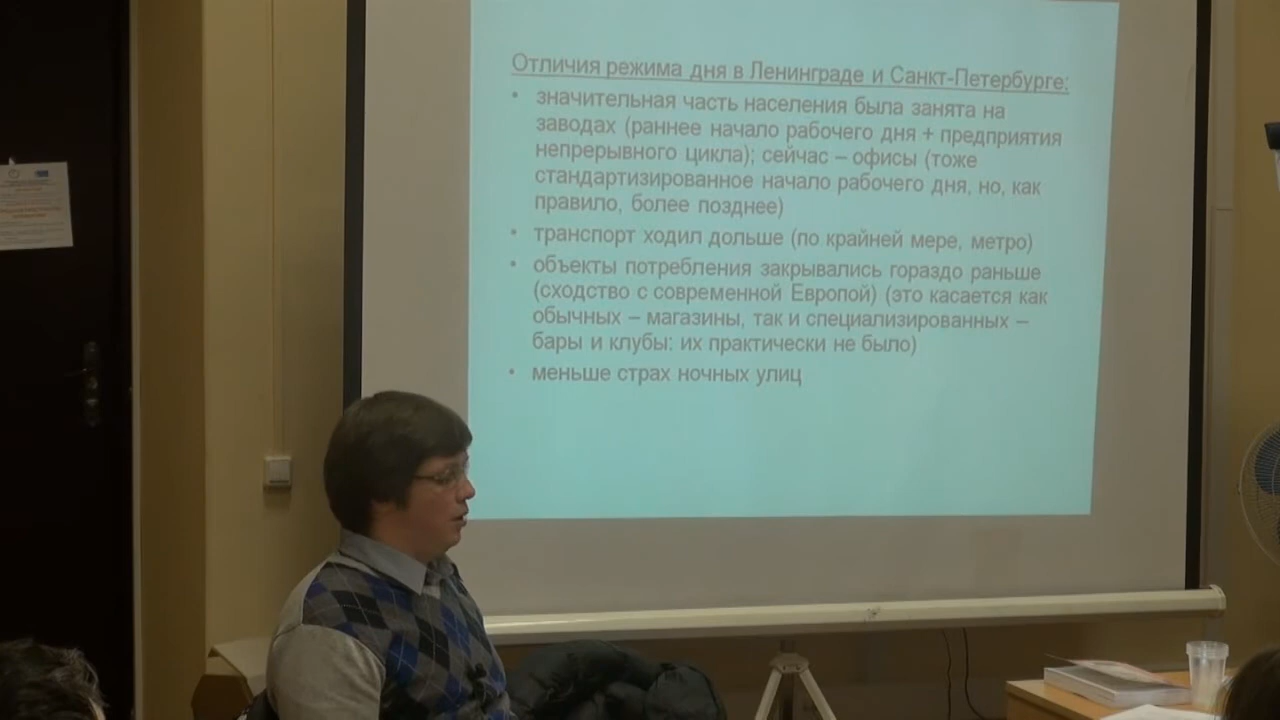 Отличия режима дня в Ленинграде и Санкт-Петербурге:
• значительная часть населения была занята на
заводах (раннее начало рабочего дня + предприятия
непрерывного цикла); сейчас – офисы (тоже
стандартизированное начало рабочего дня, но, как
правило, более позднее)
• транспорт ходил дольше (по крайней мере, метро)
• объекты потребления закрывались гораздо раньше
(сходство с современной Европой) (это касается как
обычных – магазины, так и специализированных –
бары и клубы: их практически не было)
• меньше страх ночных улиц